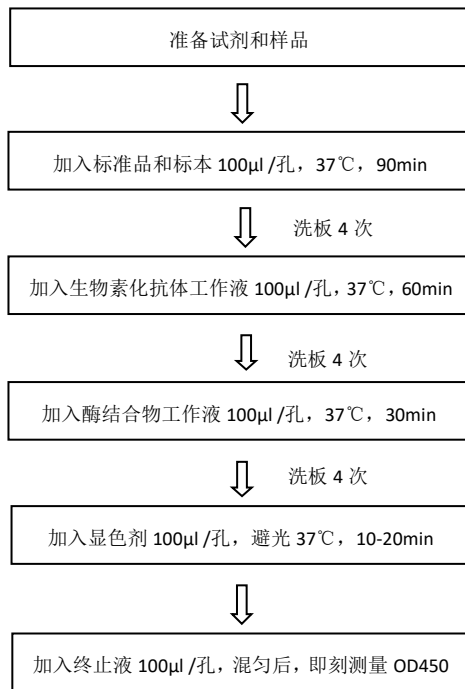 准备试剂和样品
加入标准品和标本 100μl /孔，37℃，90min
洗板 4 次
加入生物素化抗体工作液 100μl /孔，37℃，60min
洗板 4 次
加入酶结合物工作液 100μl /孔，37℃，30min
洗板 4 次
加入显色剂 100μl /孔，避光 37℃，10-20min
加入终止液 100μl /孔，混匀后，即刻测量 OD450